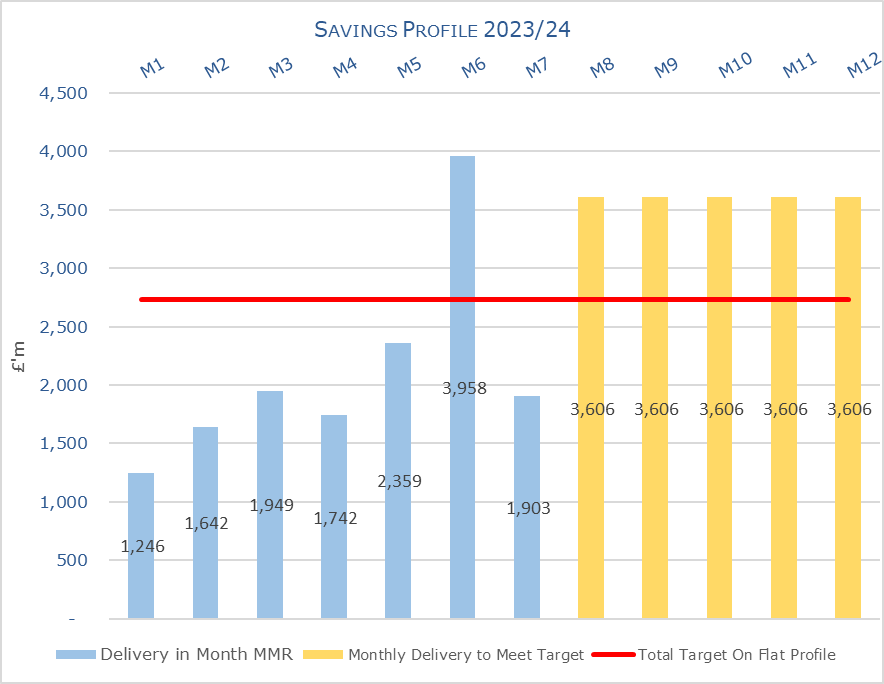 SAVINGS PROFILE 2023/24
M1 M2 M3 M4 M5 M6 M7 M8 M9 M10 M11 M12
4,500
4,000
3,500
3,000
2,500
2,000
1,500
1,000
500
-
£'m
1,246 1,642 1,949 1,742 2,359 3,958 1,903 3,606 3,606 3,606 3,606 3,606
Delivery in Month MMR Monthly Delivery to Meet Target Total Target On Flat Profile